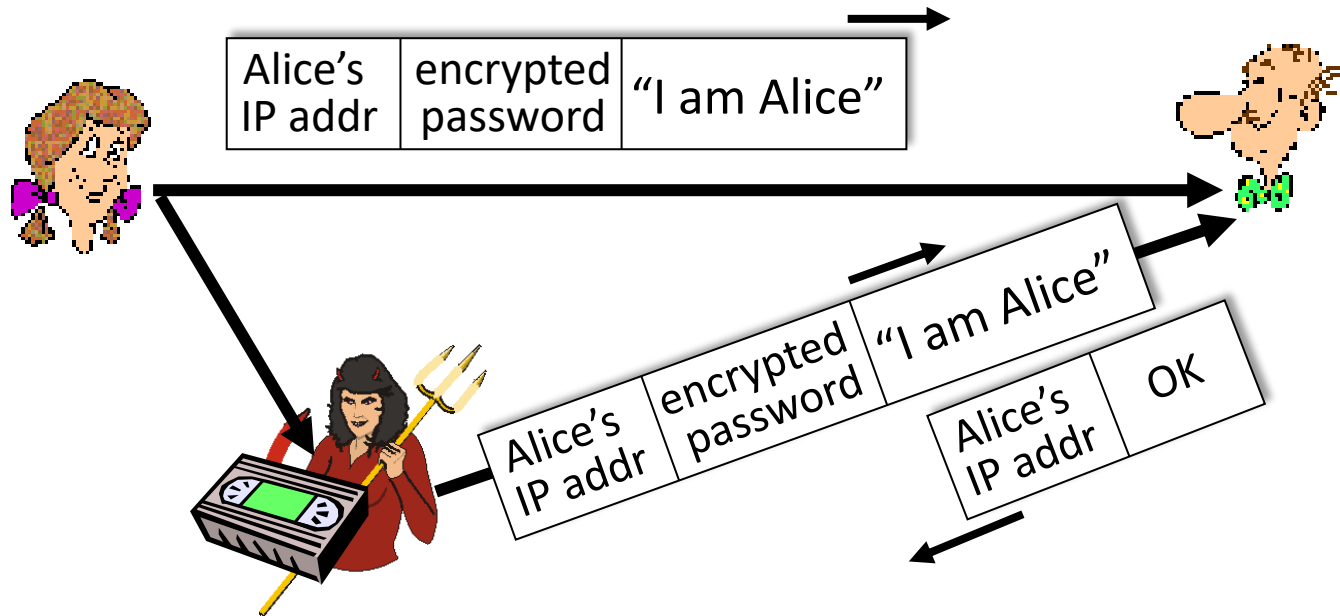 Alice’s
IP addr
encrypted
password
“I am Alice”
Alice’s
IP addr
encrypted
password
“I am Alice”
Alice’s
IP addr
OK